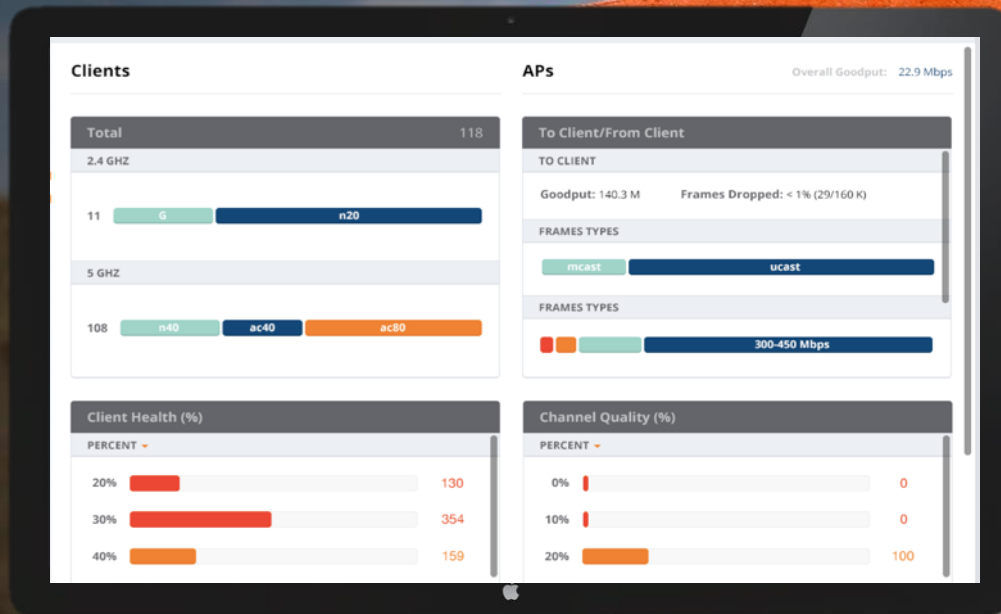 Clients
Total 118
2.4 GHZ
11 G n20
5 GHZ
108 n40 ac40 ac80
Client Health (%)
PERCENT
20% 130
30% 354
40% 159
APs Overall Goodput: 22.9 Mbps
To Client/From Client
TO CLIENT
Goodput: 140.3 M Frames Dropped: < 1% (29/160 K)
FRAMES TYPES
mcast ucast
FRAMES TYPES
300-450 Mbps
Channel Quality (%)
PERCENT
0% 0
10% 0
20% 100